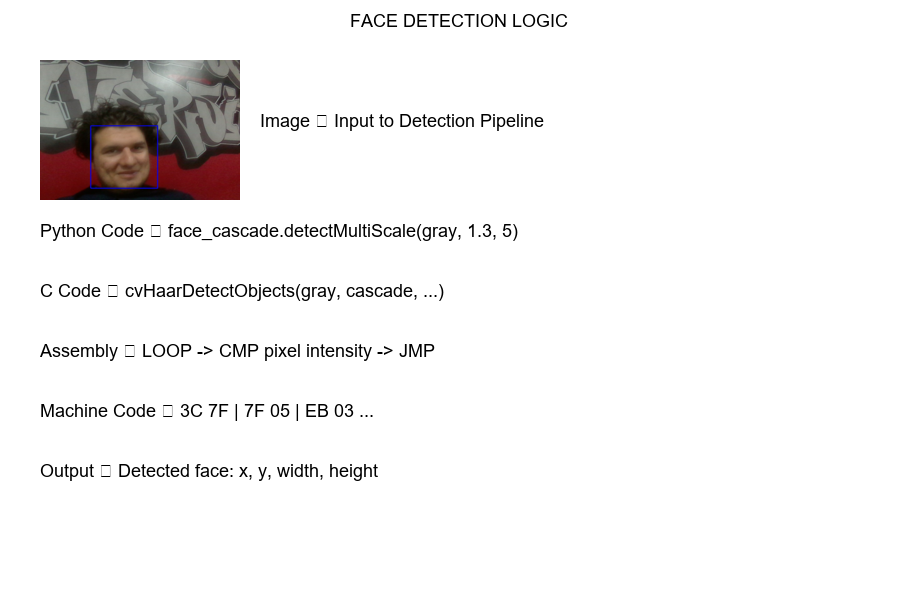 FACE DETECTION LOGIC
Image □ Input to Detection Pipeline
Python Code □ face_cascade.detectMultiScale(gray, 1.3, 5)
C Code □ cvHaarDetectObjects(gray, cascade, ...)
Assembly □ LOOP -> CMP pixel intensity -> JMP
Machine Code □ 3C 7F | 7F 05 | EB 03 ...
Output □ Detected face: x, y, width, height